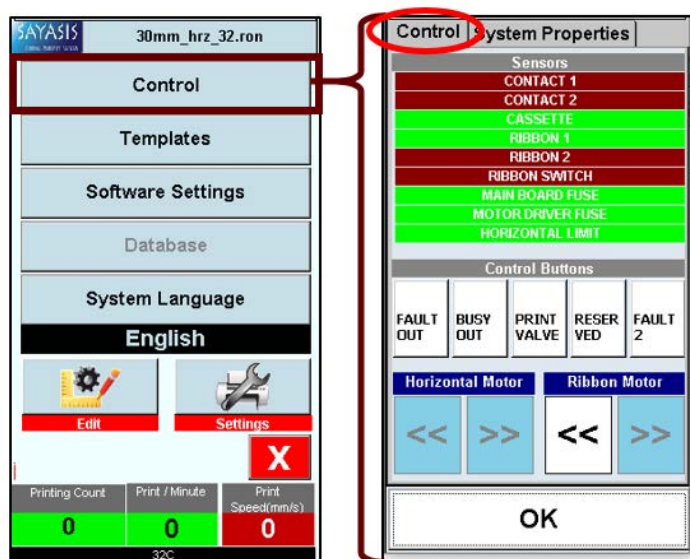 SAYASIS
30mm_hrz_32.ron
Control
Templates
Software Settings
Database
System Language
English
Edit
Settings
X
Printing Count
Print / Minute
Print Speed(mm/s)
0
0
0
32C
Control
System Properties
Sensors
CONTACT 1
CONTACT 2
CASSETTE
RIBBON 1
RIBBON 2
RIBBON SWITCH
MAIN BOARD FUSE
MOTOR DRIVER FUSE
HORIZONTAL LIMIT
Control Buttons
FAULT OUT
BUSY OUT
PRINT VALVE
RESER VED
FAULT 2
Horizontal Motor
Ribbon Motor
<<
>>
<<
>>
OK